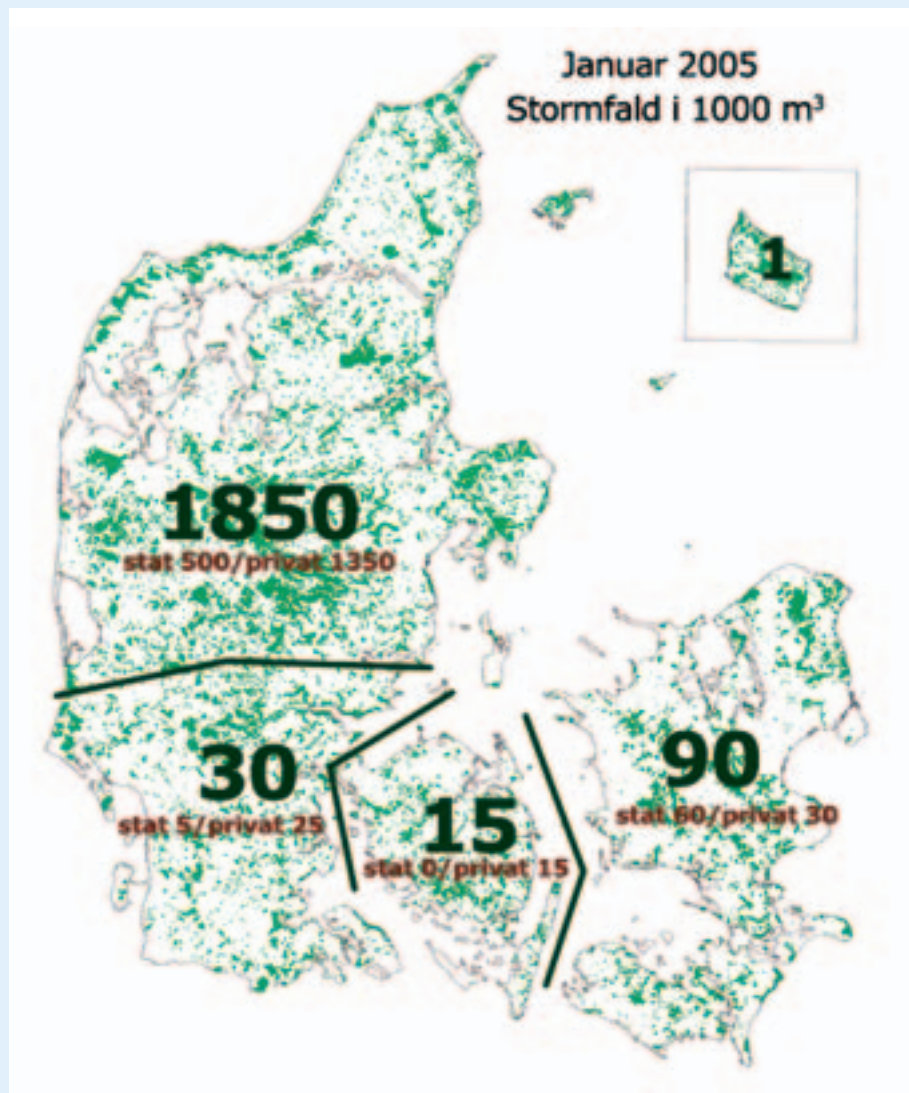 Januar 2005
Stormfald i 1000 m³
1
1850
stat 500/privat 1350
30
stat 5/privat 25
15
stat 0/privat 15
90
stat 60/privat 30